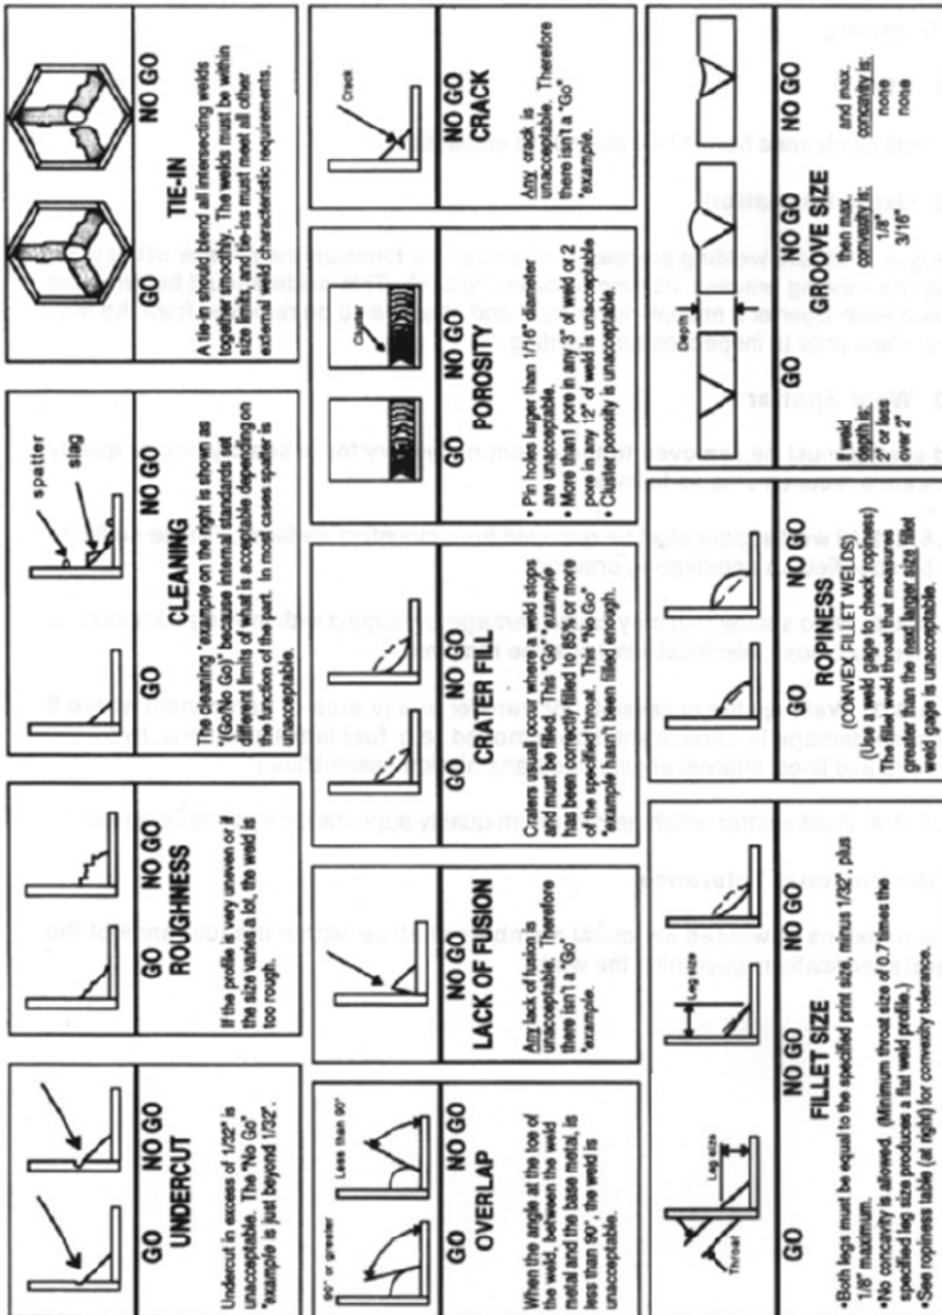 GO NO GO
UNDERCUT
Undercut in excess of 1/32" is
unacceptable. The "No Go"
*example is just beyond 1/32".
GO NO GO
ROUGHNESS
If the profile is very uneven or if
the size varies a lot, the weld is
too rough.
spatter
slag
GO NO GO
CLEANING
The cleaning *example on the right is shown as
"(Go)No Go)" because internal standards set
different limits of what is acceptable depending on
the function of the part. In most cases spatter is
unacceptable.
GO NO GO
TIE-IN
A tie-in should blend all intersecting welds
together smoothly. The welds must be within
size limits, and tie-ins must meet all other
external weld characteristic requirements.
90° or greater
Less than 90°
GO NO GO
OVERLAP
When the angle at the toe of
the weld, between the weld
metal and the base metal, is
less than 90°, the weld is
unacceptable.
NO GO
LACK OF FUSION
Any lack of fusion is
unacceptable. Therefore
there isn't a "Go"
*example.
GO NO GO
CRATER FILL
Craters usually occur where a weld stops
and must be filled. This "Go" *example
has been correctly filled to 85% or more
of the specified throat. This "No Go"
*example hasn't been filled enough.
Cluster
GO NO GO
POROSITY
• Pin holes larger than 1/16" diameter
are unacceptable.
• More than 1 pore in any 3" of weld or 2
pore in any 12" of weld is unacceptable
• Cluster porosity is unacceptable.
Crack
NO GO
CRACK
Any crack is
unacceptable. Therefore
there isn't a "Go"
*example.
Throat
Leg size
Leg size
GO NO GO NO GO
FILLET SIZE
•Both legs must be equal to the specified print size, minus 1/32", plus
1/8" maximum.
•No concavity is allowed. (Minimum throat size of 0.7 times the
specified leg size produces a flat weld profile.)
•See ropiness table (at right) for convexity tolerance.
GO NO GO
ROPINESS
(CONVEX FILLET WELDS)
(Use a weld gage to check ropiness)
The filled weld throat that measures
greater than the next larger size fillet
weld gage is unacceptable.
Depth
GO NO GO NO GO
GROOVE SIZE
weld then max. and max.
depth is: convexity is: concavity is:
2" or less 1/8" none
over 2" 3/16" none